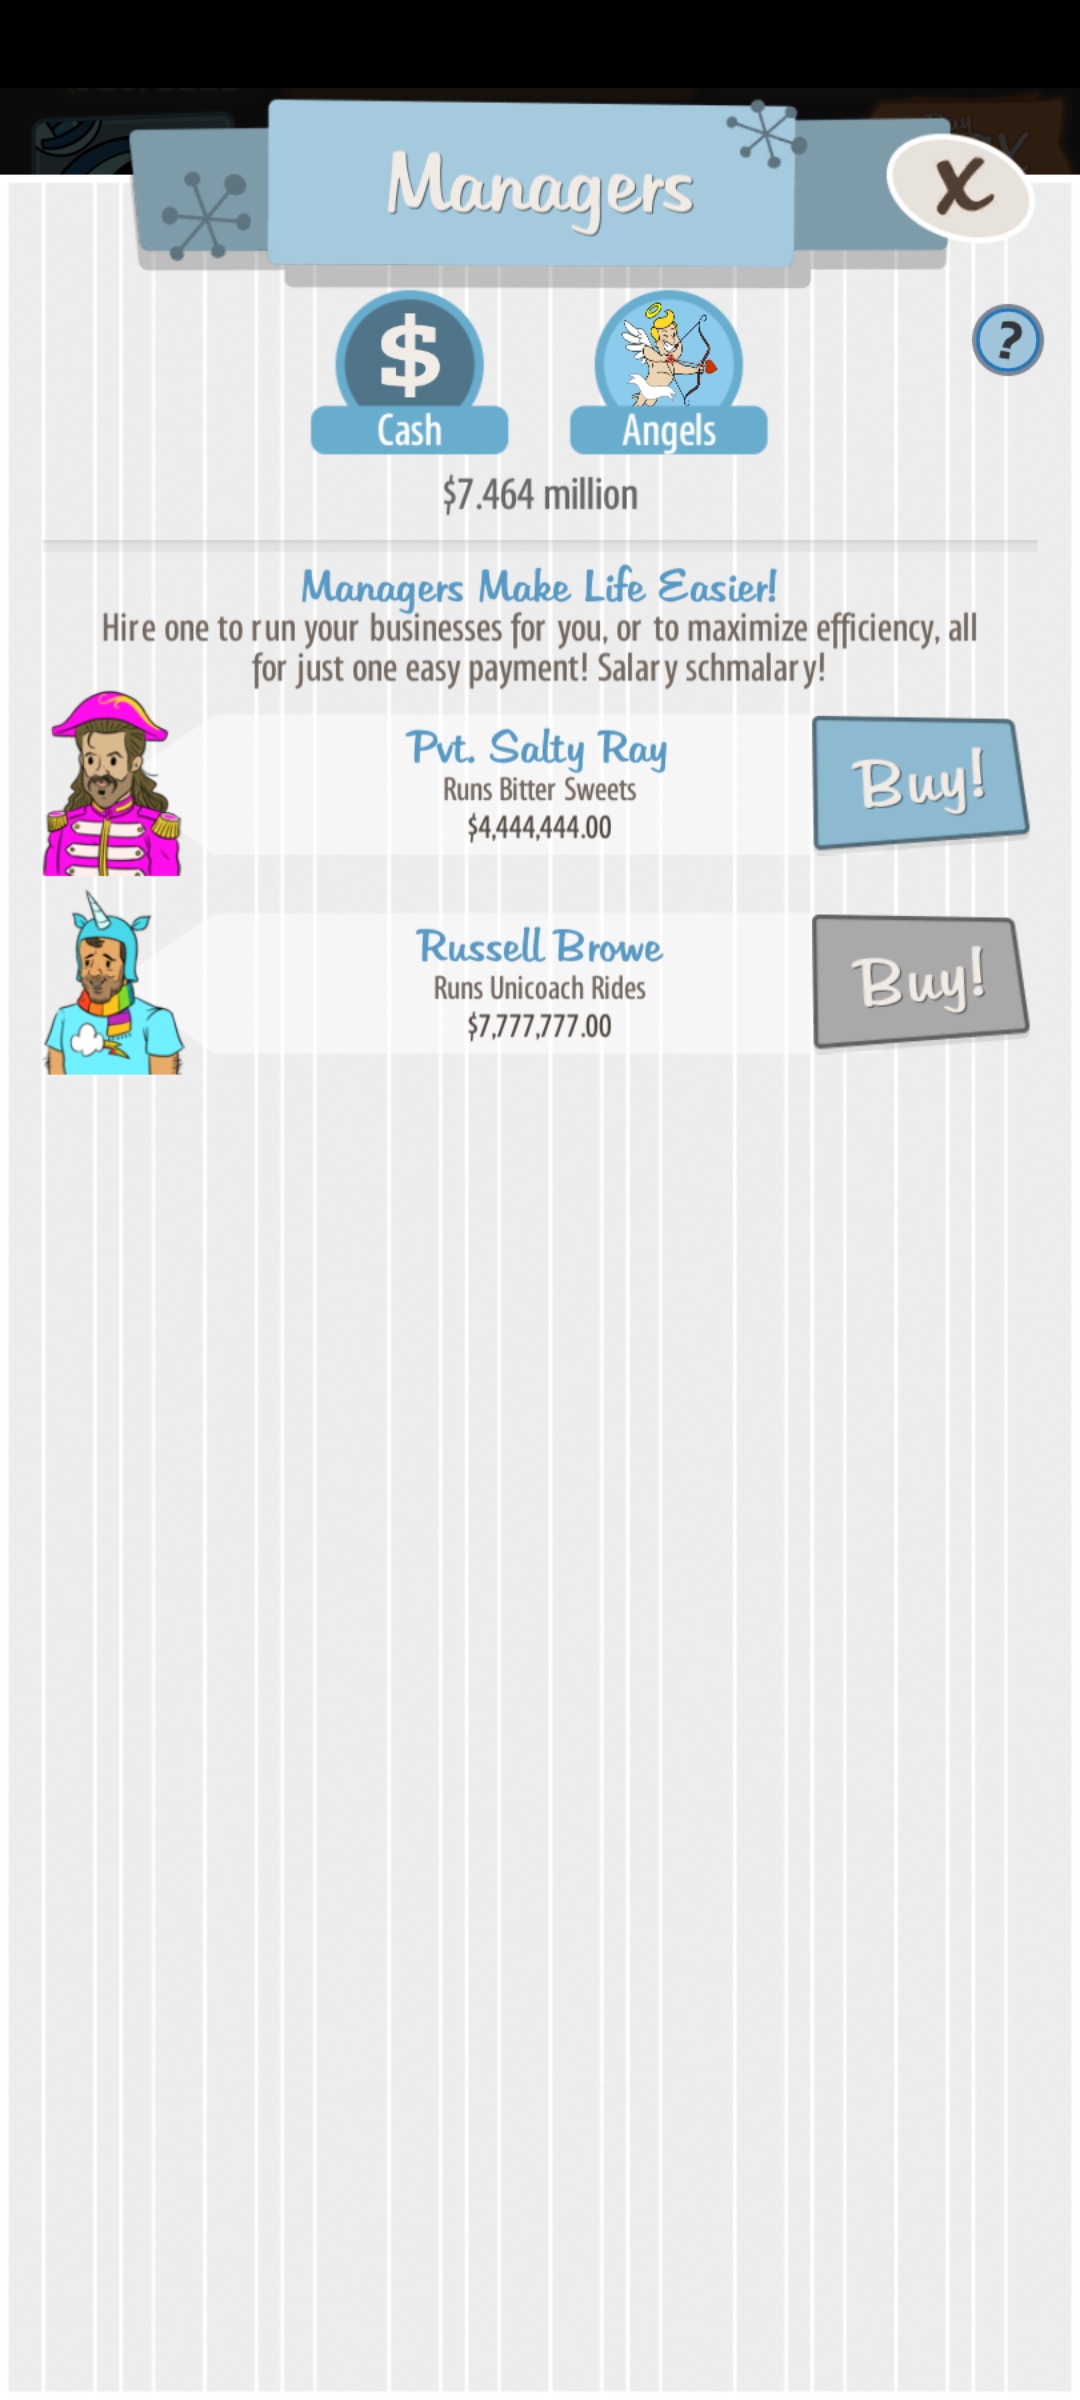 Managers
X
$
?
Cash
Angels
$7.464 million
Managers Make Life Easier!
Hire one to run your businesses for you, or to maximize efficiency, all
for just one easy payment! Salary schmalary!
Pvt. Salty Ray
Runs Bitter Sweets
$4,444,444.00
Buy!
Russell Browe
Runs Unicoach Rides
$7,777,777.00
Buy!